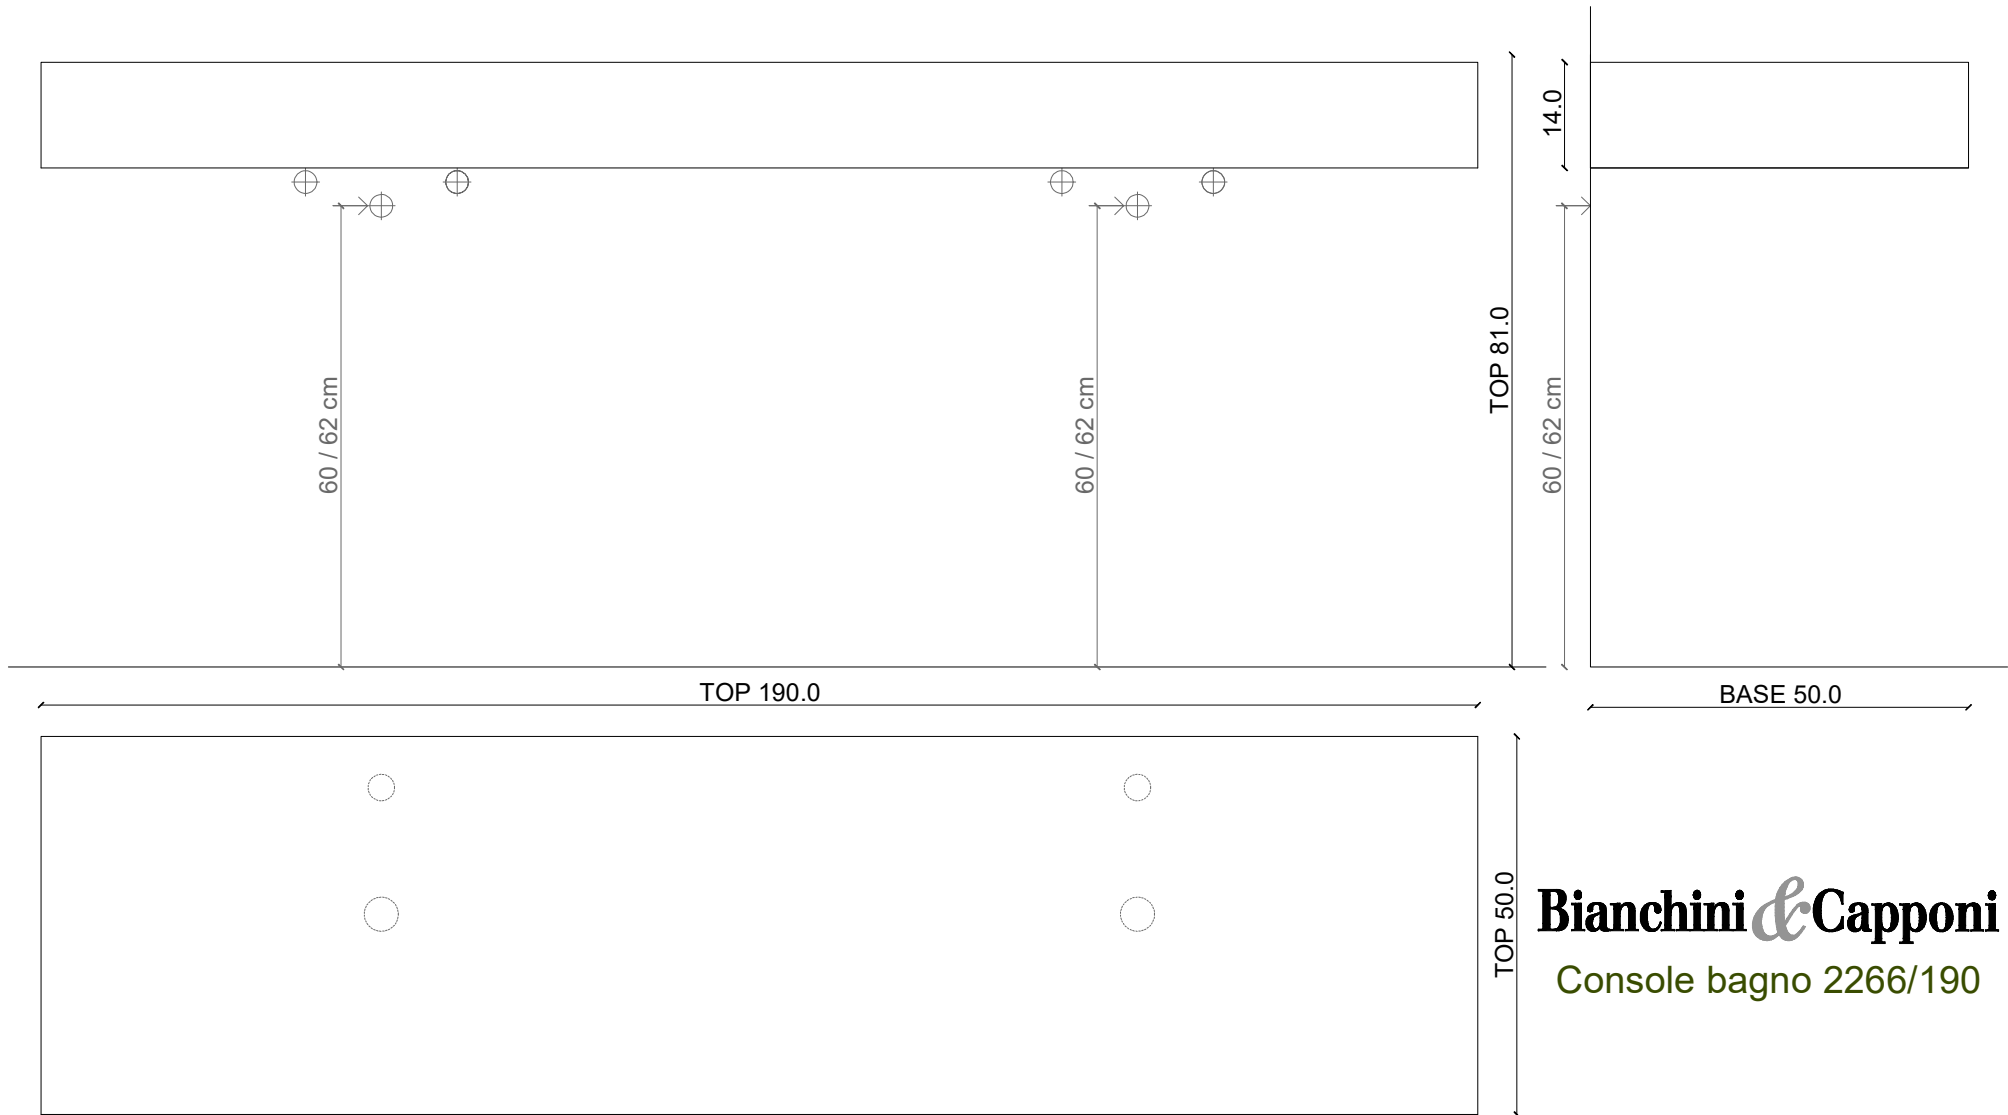 14.0
TOP 81.0
60 / 62 cm
60 / 62 cm
60 / 62 cm
TOP 190.0
BASE 50.0
TOP 50.0
Bianchini & Capponi
Console bagno 2266/190